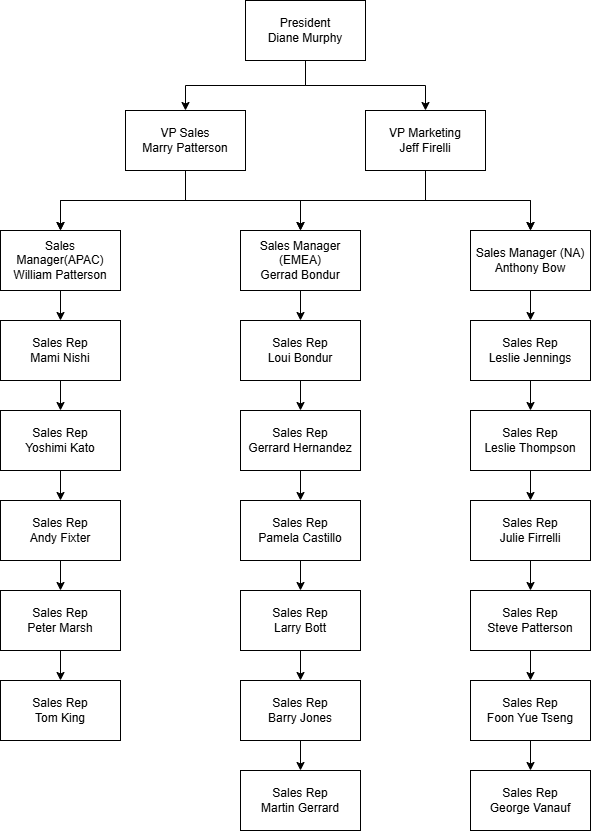 President
Diane Murphy
VP Sales
Marry Patterson
VP Marketing
Jeff Firelli
Sales
Manager(APAC)
William Patterson
Sales Manager
(EMEA)
Gerrad Bondur
Sales Manager (NA)
Anthony Bow
Sales Rep
Mami Nishi
Sales Rep
Loui Bondur
Sales Rep
Leslie Jennings
Sales Rep
Yoshimi Kato
Sales Rep
Gerrard Hernandez
Sales Rep
Leslie Thompson
Sales Rep
Andy Fixter
Sales Rep
Pamela Castillo
Sales Rep
Julie Firrelli
Sales Rep
Peter Marsh
Sales Rep
Larry Bott
Sales Rep
Steve Patterson
Sales Rep
Tom King
Sales Rep
Barry Jones
Sales Rep
Foon Yue Tseng
Sales Rep
Martin Gerrard
Sales Rep
George Vanauf